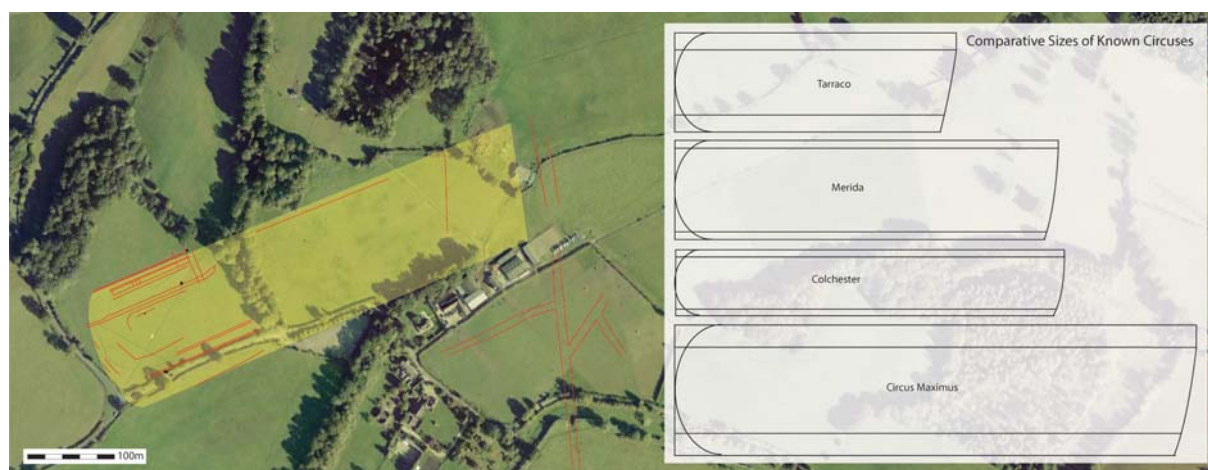 Comparative Sizes of Known Circuses
Tarraco
Merida
Colchester
Circus Maximus
100m